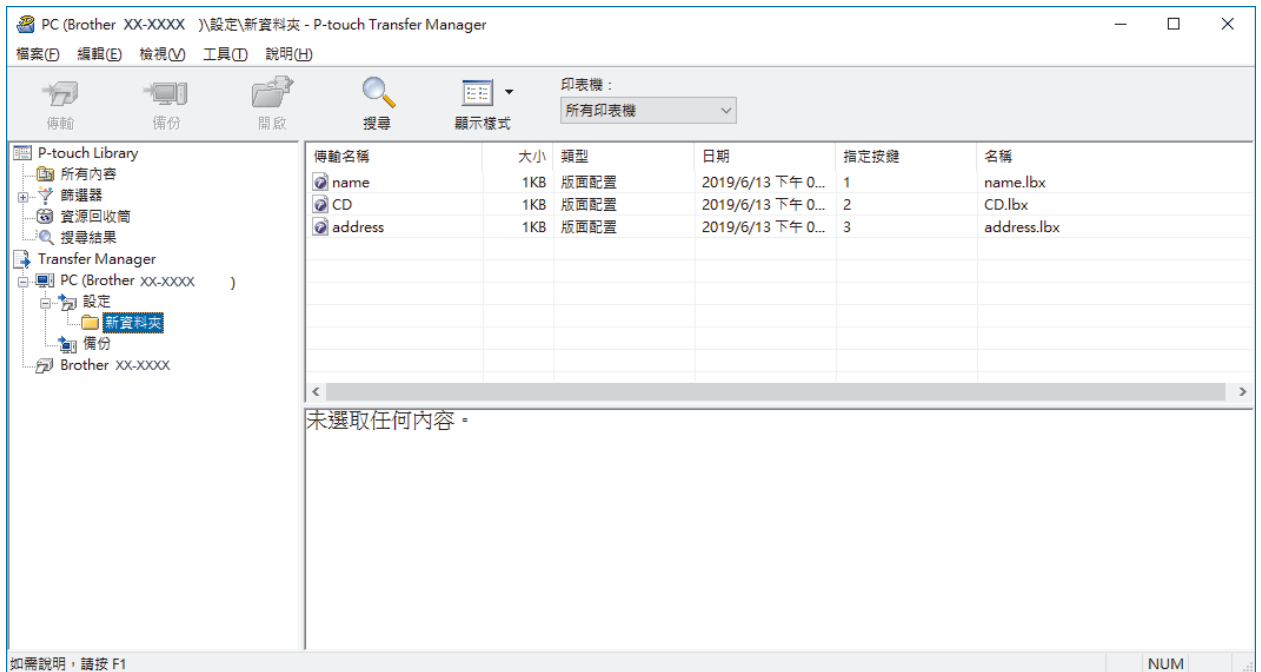 PC (Brother XX-XXXX )\設定\新資料夾 - P-touch Transfer Manager
檔案(F) 編輯(E) 檢視(V) 工具(T) 說明(H)
傳輸 備份 開啟 搜尋 顯示樣式
印表機：
所有印表機
P-touch Library
所有內容
篩選器
資源回收筒
搜尋結果
Transfer Manager
PC (Brother XX-XXXX )
設定
新資料夾
備份
Brother XX-XXXX
傳輸名稱 大小 類型 日期 指定按鍵 名稱
name 1KB 版面配置 2019/6/13 下午 0... 1 name.lbx
CD 1KB 版面配置 2019/6/13 下午 0... 2 CD.lbx
address 1KB 版面配置 2019/6/13 下午 0... 3 address.lbx
未選取任何內容。
如需說明，請按 F1 NUM